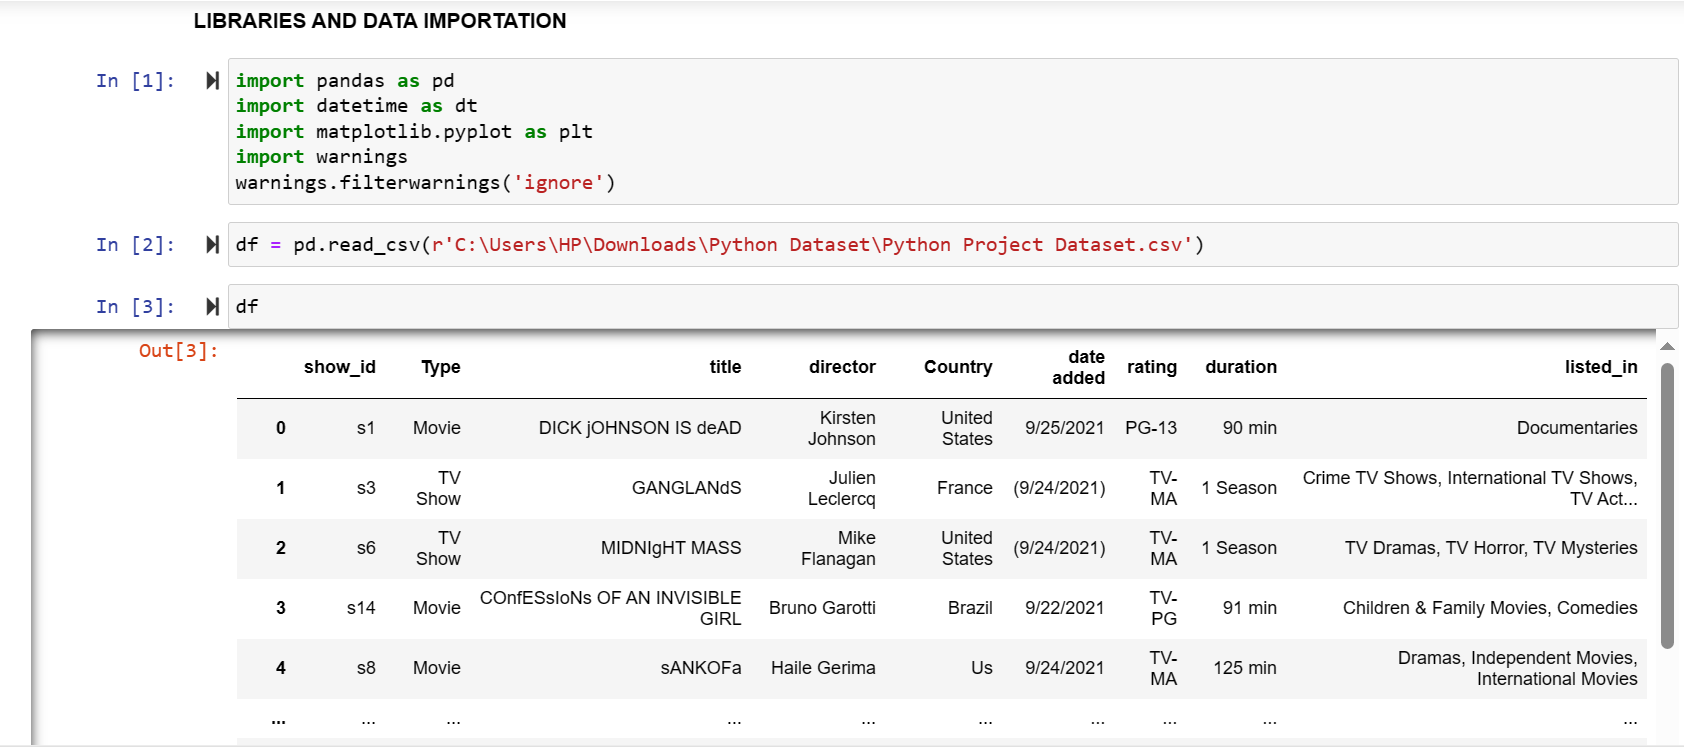 LIBRARIES AND DATA IMPORTATION
In [1]:
import pandas as pd
import datetime as dt
import matplotlib.pyplot as plt
import warnings
warnings.filterwarnings('ignore')
In [2]: df = pd.read_csv(r'C:\Users\HP\Downloads\Python Dataset\Python Project Dataset.csv')
In [3]: df
Out[3]:
show_id Type title director Country date added rating duration listed_in
0 s1 Movie DICK jOHNSON IS deAD Kirsten Johnson United States 9/25/2021 PG-13 90 min Documentaries
1 s3 TV Show GANGLANdS Julien Leclercq France (9/24/2021) TV-MA 1 Season Crime TV Shows, International TV Shows, TV Act...
2 s6 TV Show MIDNIgHT MASS Mike Flanagan United States (9/24/2021) TV-MA 1 Season TV Dramas, TV Horror, TV Mysteries
3 s14 Movie COnfESsIoNs OF AN INVISIBLE GIRL Bruno Garotti Brazil 9/22/2021 TV-PG 91 min Children & Family Movies, Comedies
4 s8 Movie sANKOFa Haile Gerima Us 9/24/2021 TV-MA 125 min Dramas, Independent Movies, International Movies
... ... ... ... ... ... ... ... ... ...